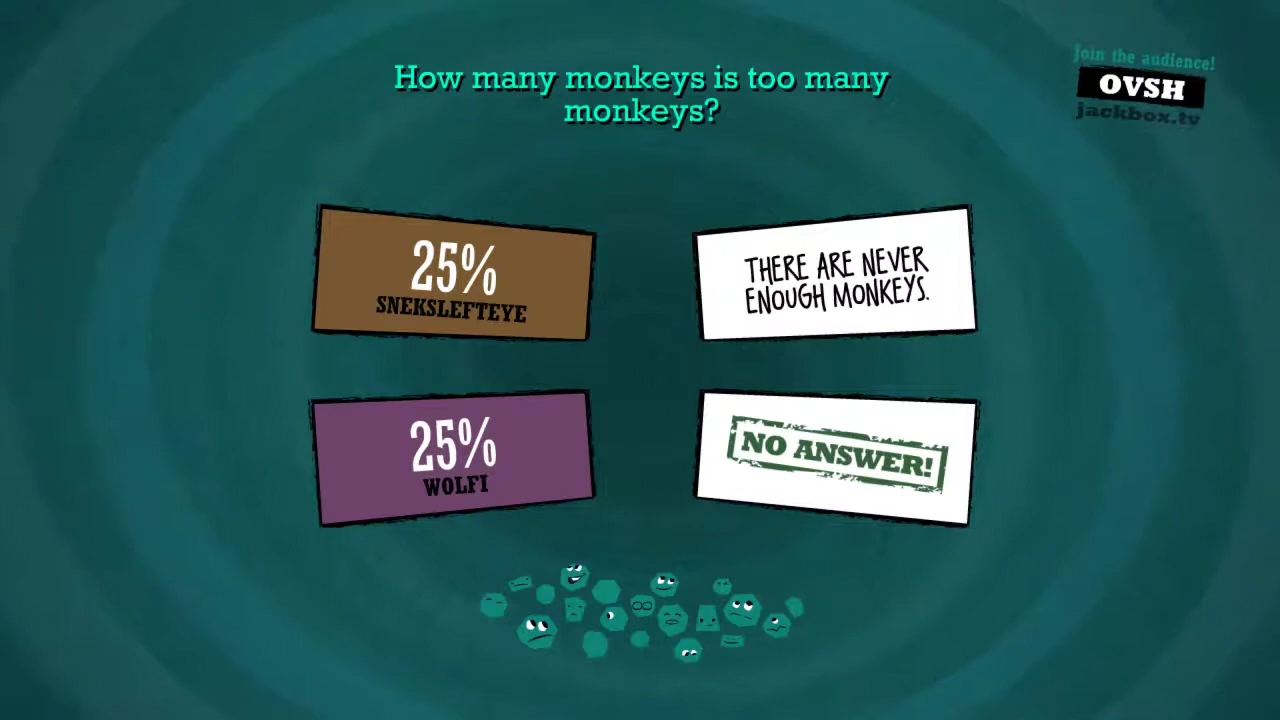 How many monkeys is too many
monkeys?
Join the audience!
OVSH
jackbox.tv
25%
SNEKSLEFTEYE
THERE ARE NEVER
ENOUGH MONKEYS.
25%
WOLFI
NO ANSWER!